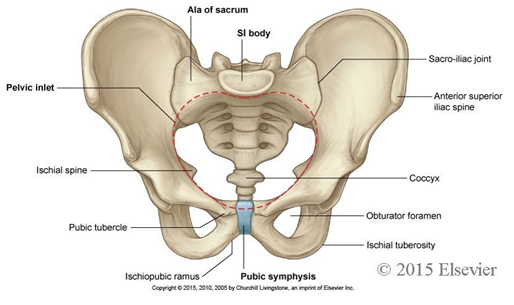 Ala of sacrum
SI body
Sacro-iliac joint
Pelvic inlet
Anterior superior
iliac spine
Ischial spine
Coccyx
Pubic tubercle
Obturator foramen
Ischial tuberosity
Ischiopubic ramus
Pubic symphysis
© 2015 Elsevier
Copyright © 2015, 2010, 2005 by Churchill Livingstone, an imprint of Elsevier Inc.